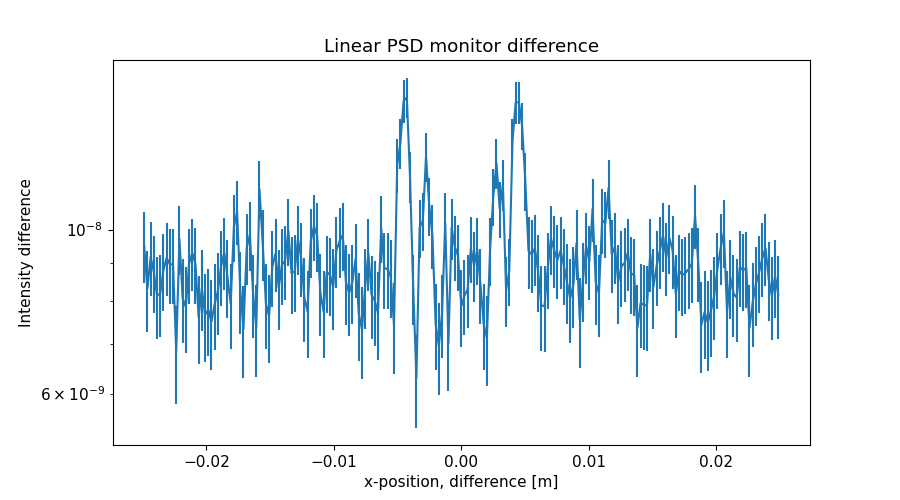 Linear PSD monitor difference
Intensity difference
10⁻⁸
6 × 10⁻⁹
−0.02 −0.01 0.00 0.01 0.02
x-position, difference [m]